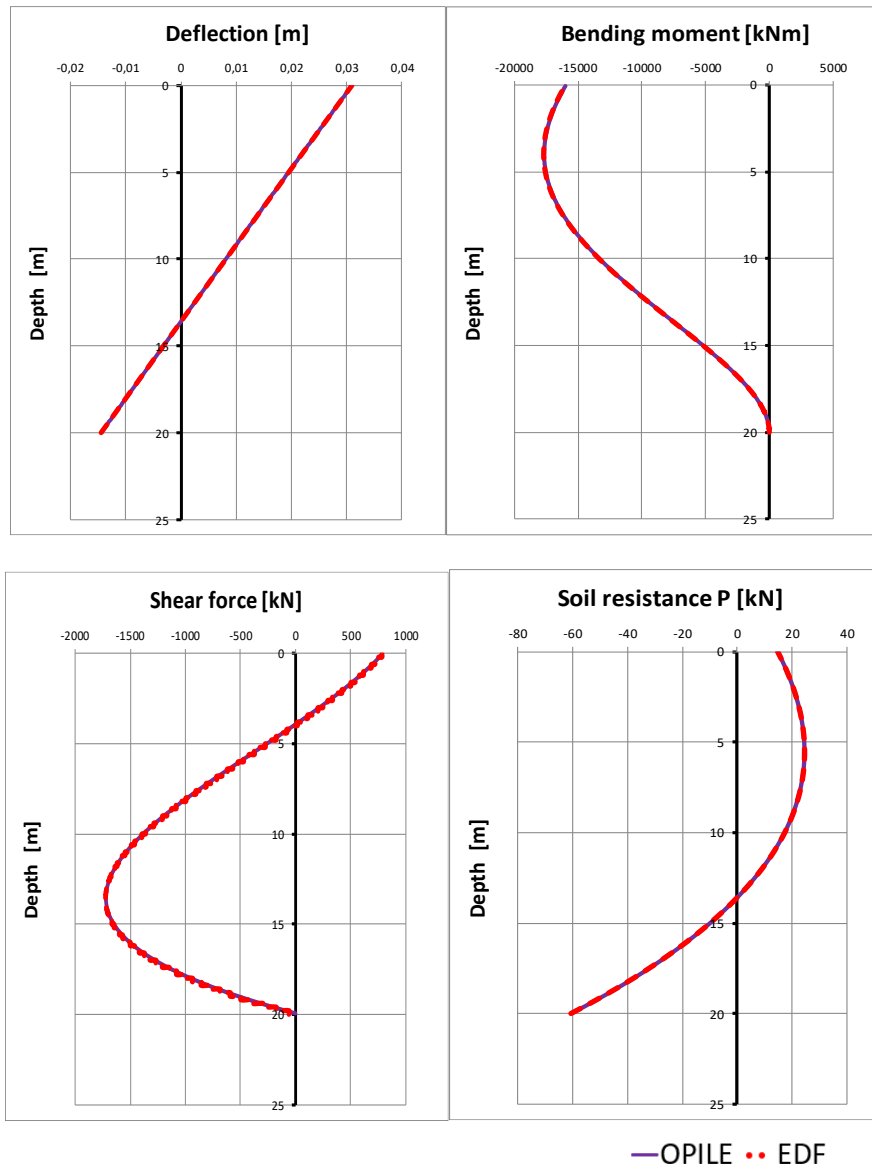 Deflection [m]
-0,02 -0,01 0 0,01 0,02 0,03 0,04
0
5
10
15
20
25
Depth [m]
Bending moment [kNm]
-20000 -15000 -10000 -5000 0 5000
0
5
10
15
20
25
Depth [m]
Shear force [kN]
-2000 -1500 -1000 -500 0 500 1000
0
5
10
15
20
25
Depth [m]
Soil resistance P [kN]
-80 -60 -40 -20 0 20 40
0
5
10
15
20
25
Depth [m]
OPILE EDF